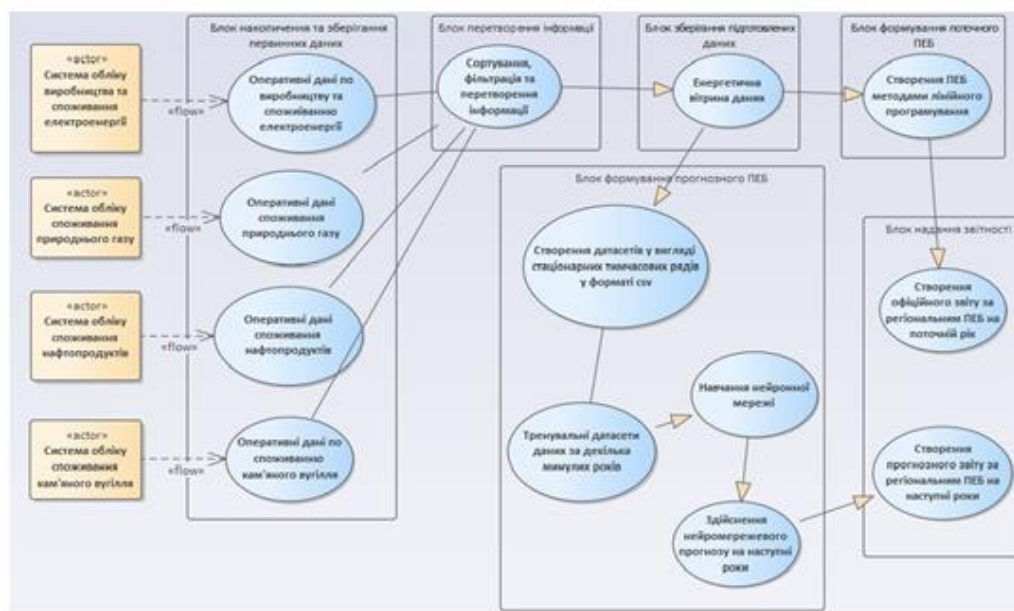 Блок накопичення та зберігання
первинних даних
Блок перетворення інформації
Блок зберігання підготовлених
даних
Блок формування поточного
ПЕБ
«actor»
Система обліку
виробництва та
споживання
електроенергії
«flow»
Оперативні дані по
виробництву та
споживанню
електроенергії
Сортування,
фільтрація та
перетворення
інформації
Енергетична
вітрина даних
Створення ПЕБ
методами лінійного
програмування
«actor»
Система обліку
споживання
природнього газу
«flow»
Оперативні дані
споживання
природнього газу
Блок формування прогнозного ПЕБ
Створення датасетів у вигляді
стаціонарних тимчасових рядів
у форматі csv
Блок надання звітності
Створення
офіційного звіту за
регіональним ПЕБ на
поточній рік
«actor»
Система обліку
споживання
нафтопродуктів
«flow»
Оперативні дані
споживання
нафтопродуктів
Навчання нейронної
мережі
«actor»
Система обліку
споживання
кам'яного вугілля
«flow»
Оперативні дані по
споживанню
кам'яного вугілля
Тренувальні датасети
даних за декілька
минулих років
Створення
прогнозного звіту за
регіональним ПЕБ на
наступні роки
Здійснення
нейромережевого
прогнозу на наступні
роки